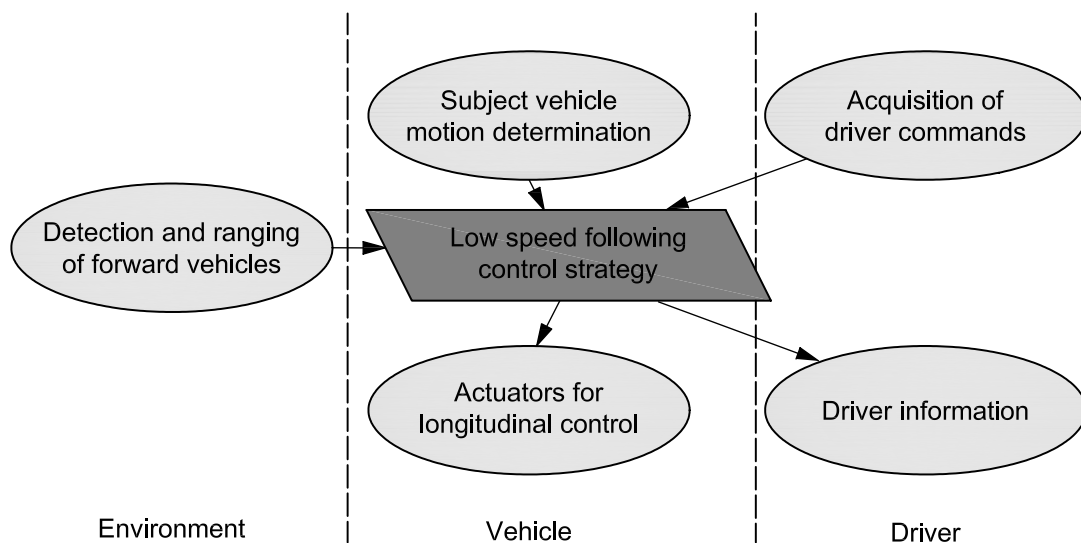 Subject vehicle
motion determination
Acquisition of
driver commands
Detection and ranging
of forward vehicles
Low speed following
control strategy
Actuators for
longitudinal control
Driver information
Environment
Vehicle
Driver